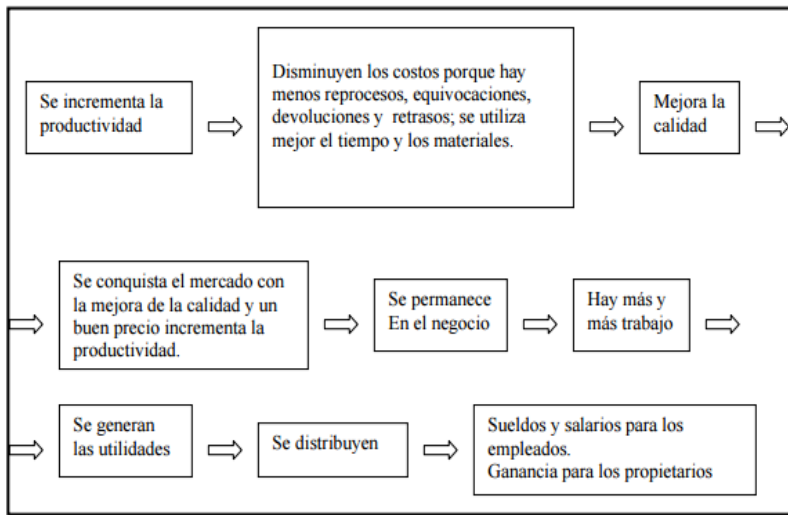 Se incrementa la
productividad
Disminuyen los costos porque hay
menos reprocesos, equivocaciones,
devoluciones y retrasos; se utiliza
mejor el tiempo y los materiales.
Mejora la
calidad
Se conquista el mercado con
la mejora de la calidad y un
buen precio incrementa la
productividad.
Se permanece
En el negocio
Hay más y
más trabajo
Se generan
las utilidades
Se distribuyen
Sueldos y salarios para los
empleados.
Ganancia para los propietarios